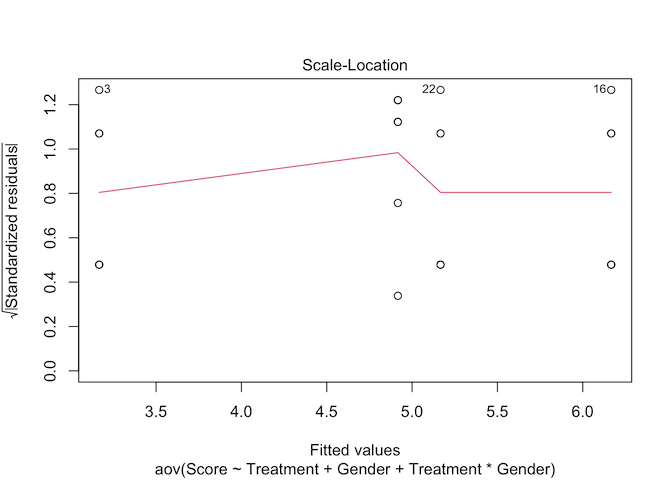 Scale-Location
3
22
16
0.0 0.2 0.4 0.6 0.8 1.0 1.2
√|Standardized residuals|
3.5 4.0 4.5 5.0 5.5 6.0
Fitted values
aov(Score ~ Treatment + Gender + Treatment * Gender)